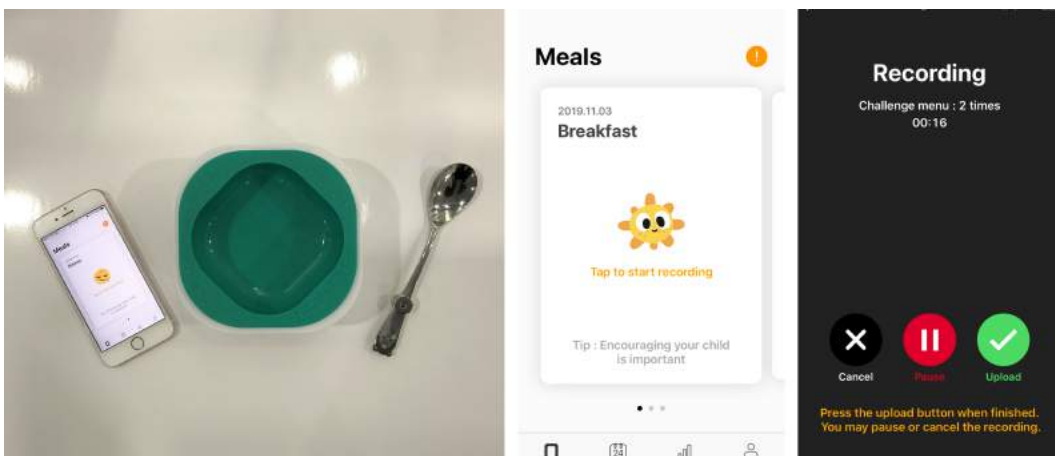 Meals
Meals
!
2019.11.03
Breakfast
Tap to start recording
Tip : Encouraging your child
is important
24
Recording
Challenge menu : 2 times
00:16
Cancel
Pause
Upload
Press the upload button when finished.
You may pause or cancel the recording.